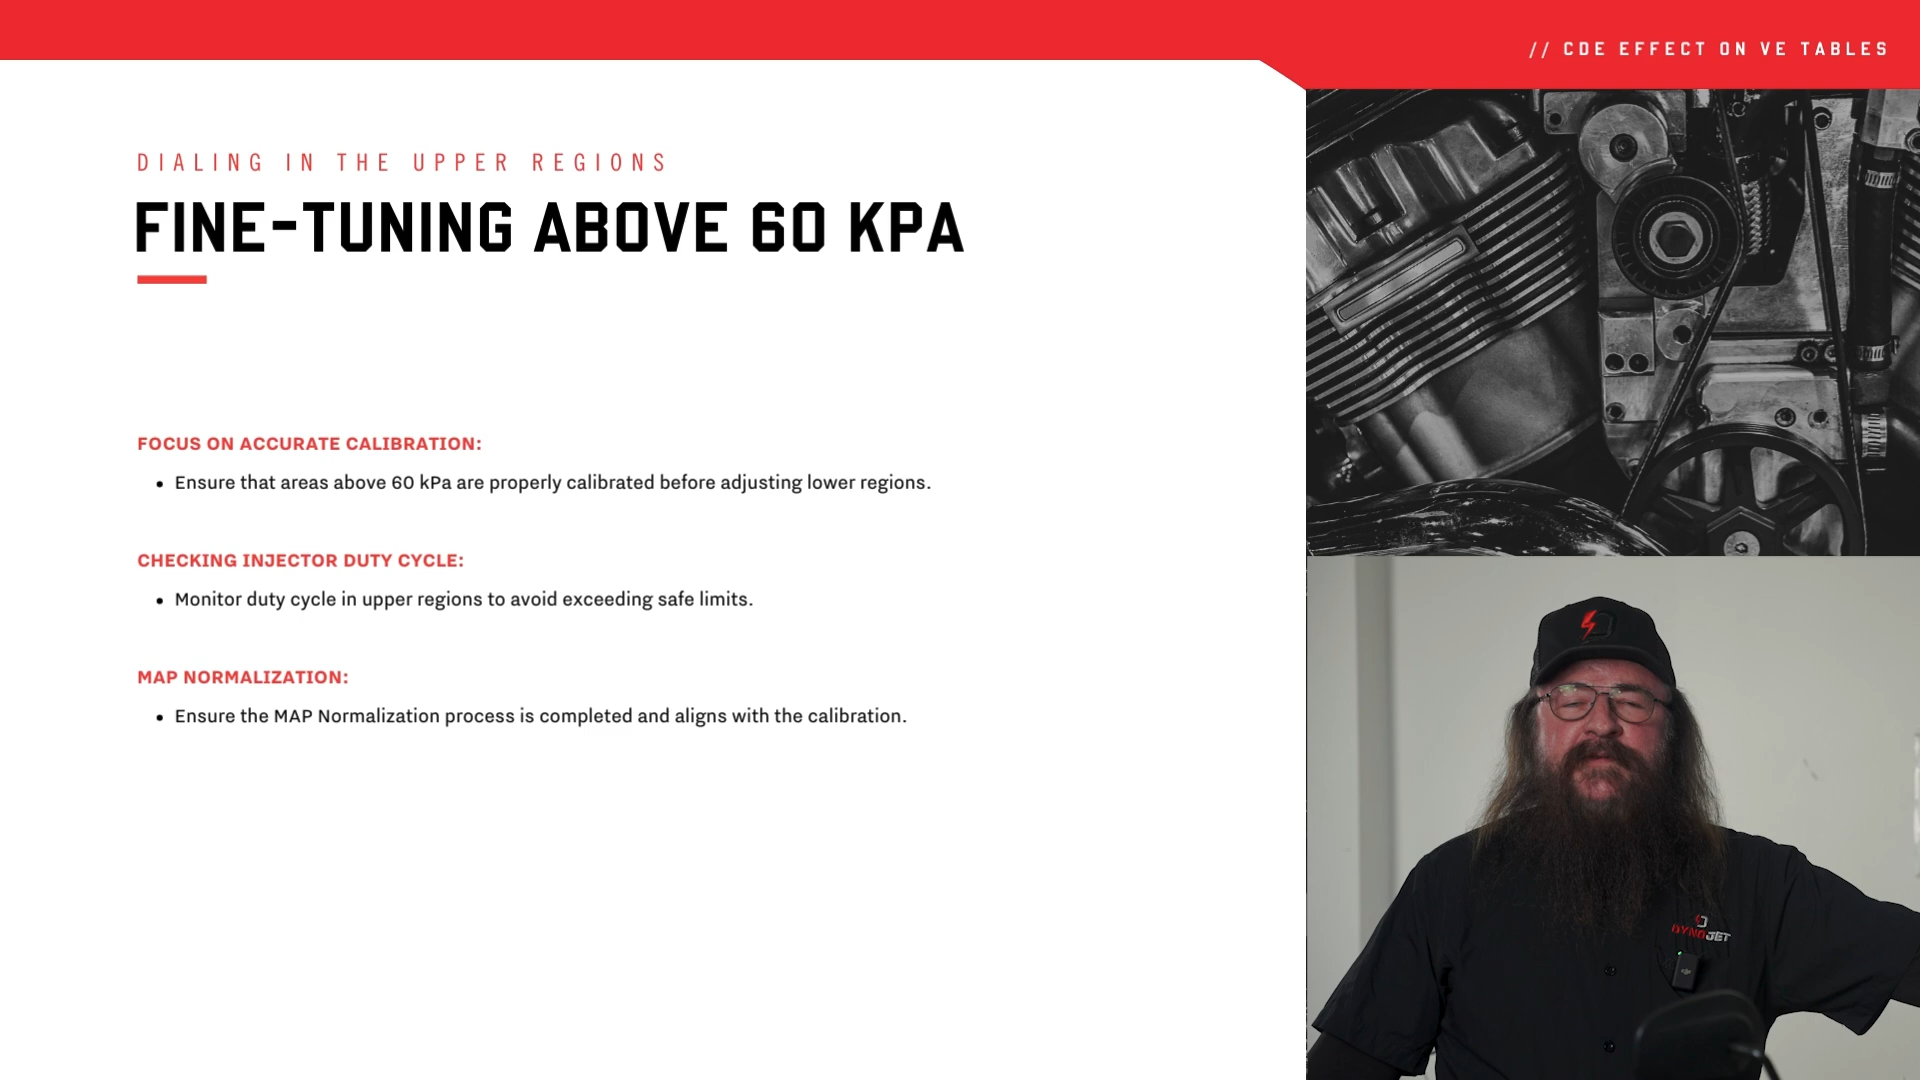 // CDE EFFECT ON VE TABLES
DIALING IN THE UPPER REGIONS
FINE-TUNING ABOVE 60 KPA
FOCUS ON ACCURATE CALIBRATION:
• Ensure that areas above 60 kPa are properly calibrated before adjusting lower regions.
CHECKING INJECTOR DUTY CYCLE:
• Monitor duty cycle in upper regions to avoid exceeding safe limits.
MAP NORMALIZATION:
• Ensure the MAP Normalization process is completed and aligns with the calibration.
DYNOJET